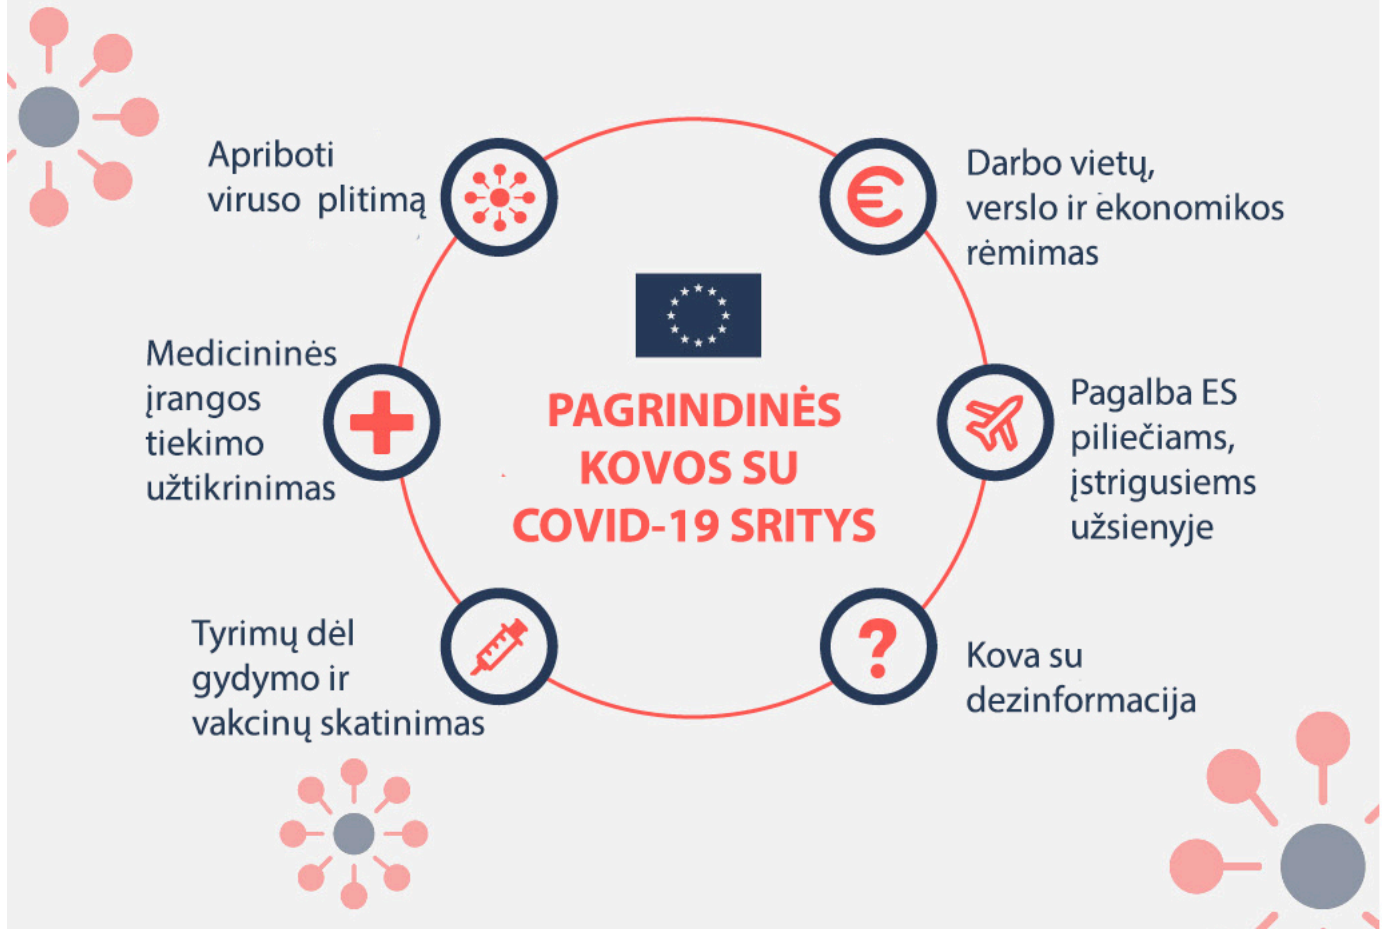 Apriboti
viruso plitimą
Darbo vietų,
verslo ir ekonomikos
rėmimas
Medicininės
įrangos
tiekimo
užtikrinimas
PAGRINDINĖS
KOVOS SU
COVID-19 SRITYS
Pagalba ES
piliečiams,
įstrigusiems
užsienyje
Tyrimų dėl
gydymo ir
vakcinų skatinimas
Kova su
dezinformacija